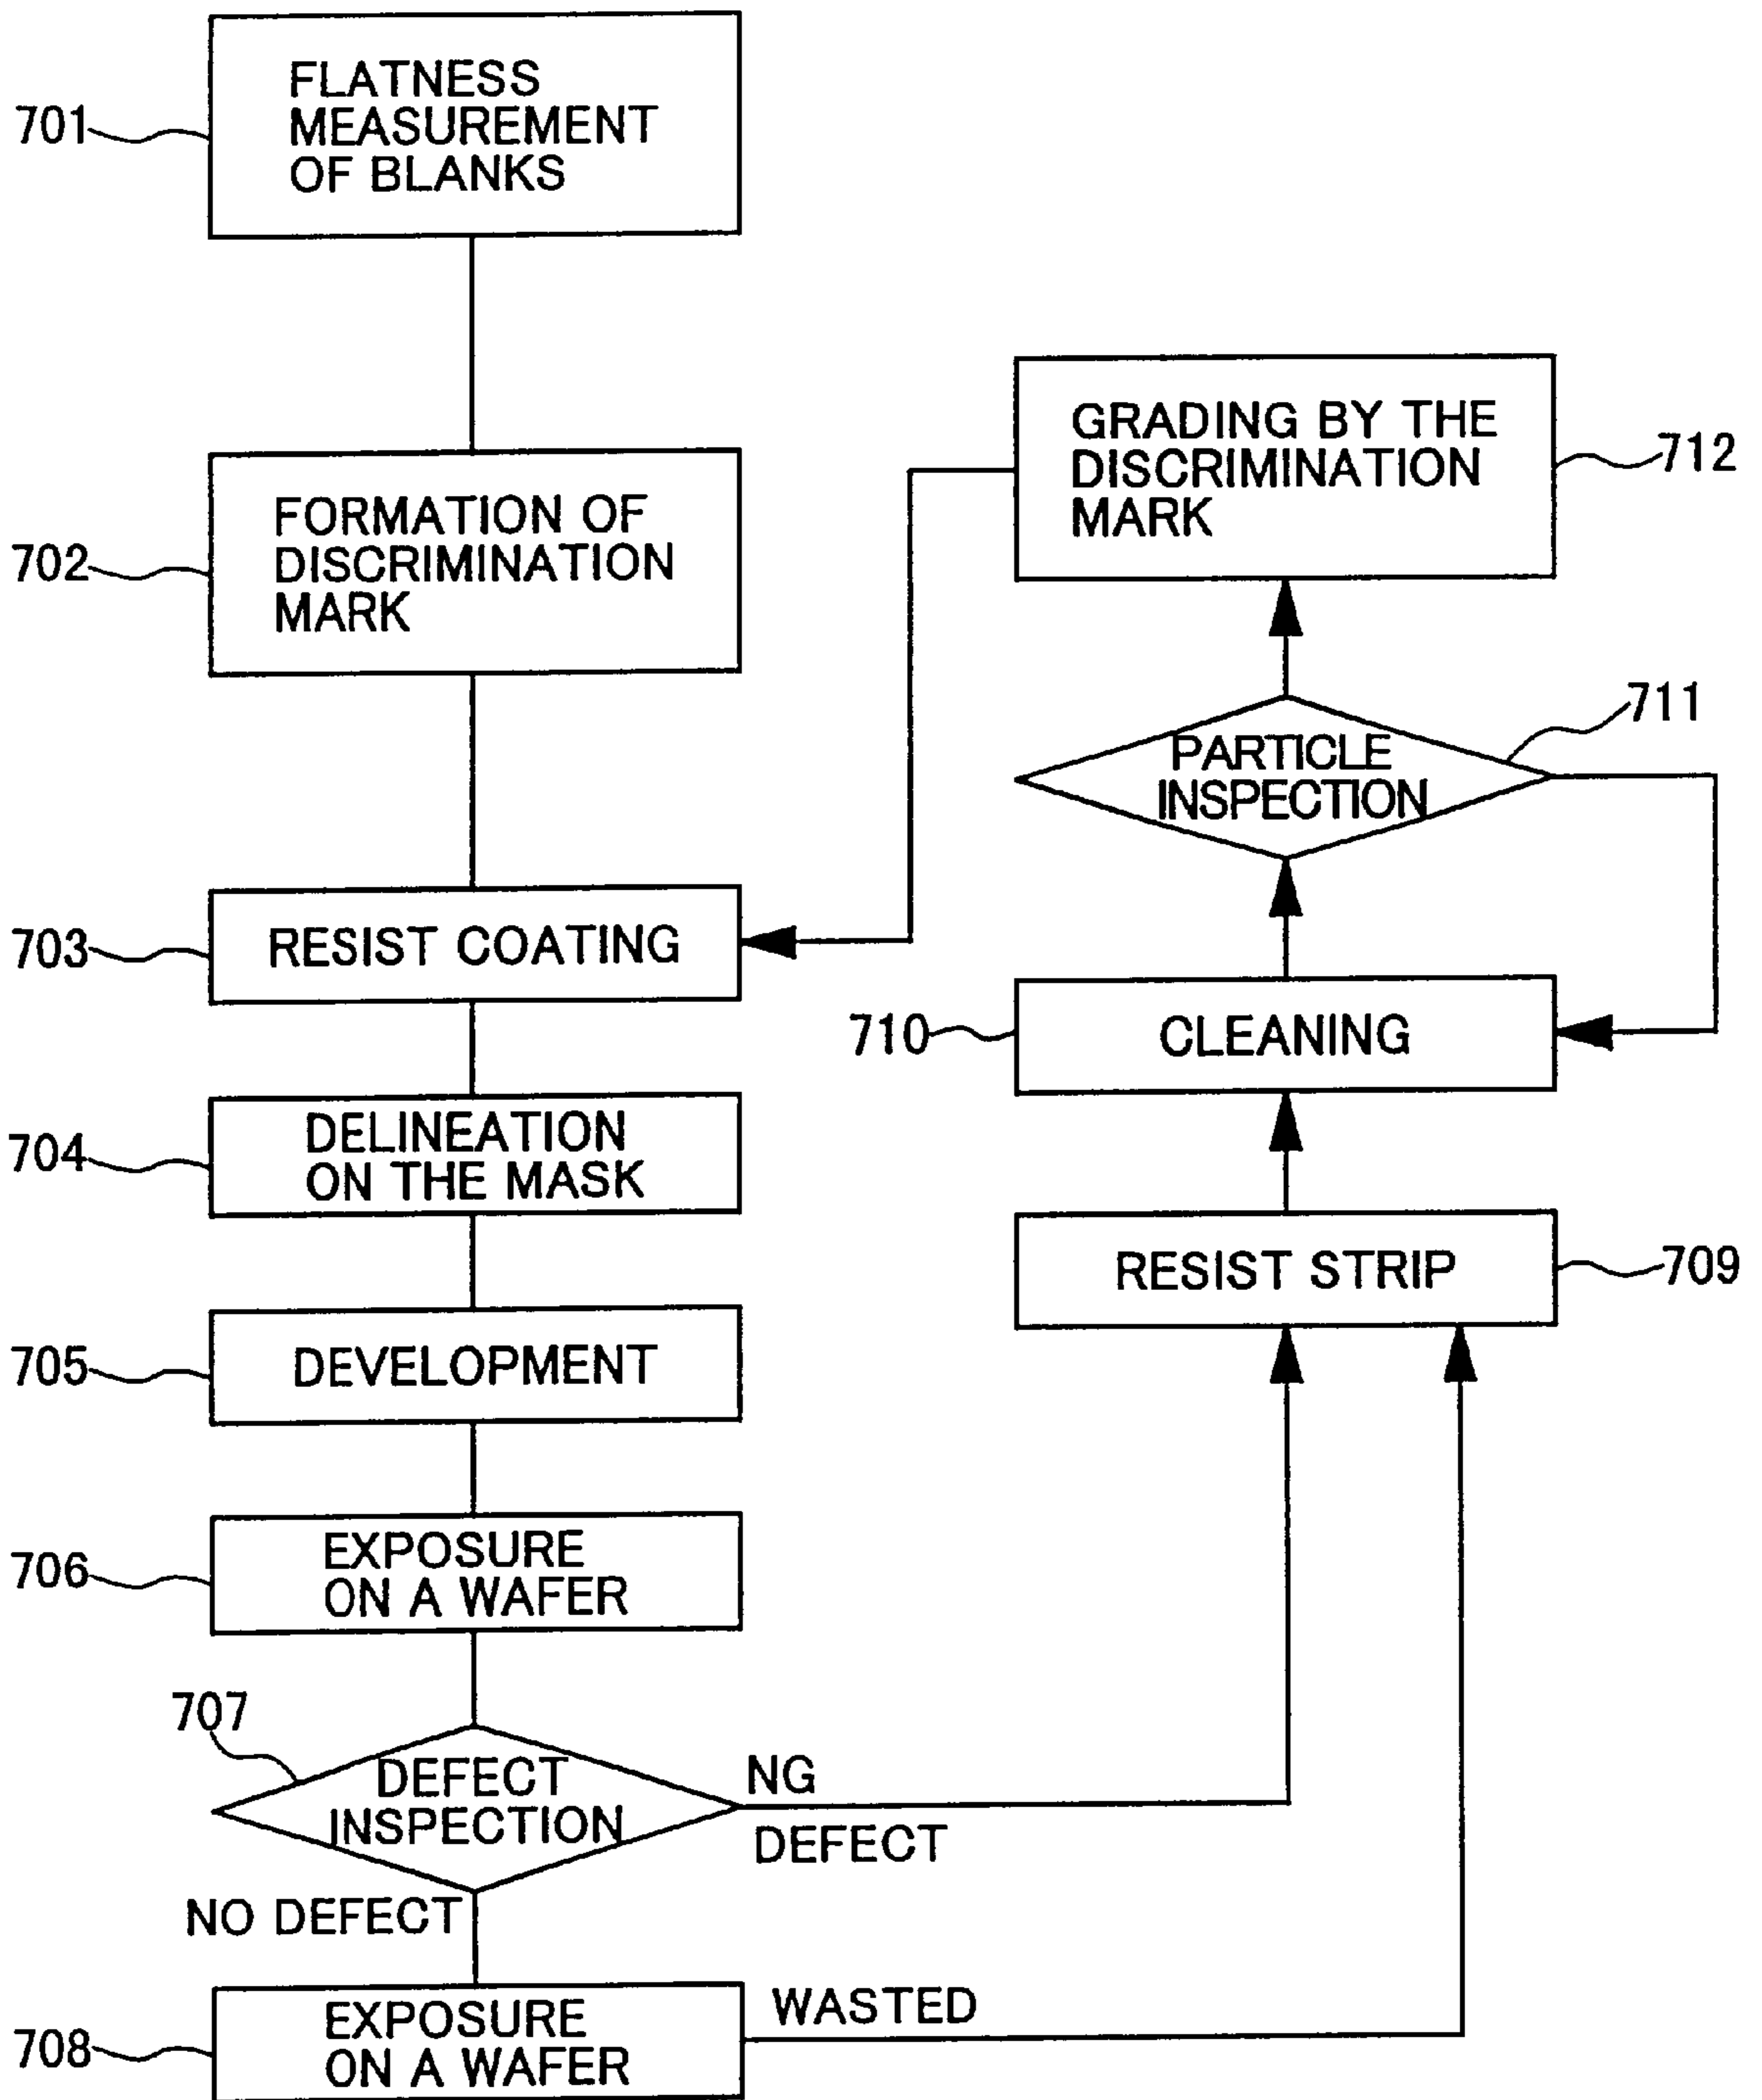 701
FLATNESS
MEASUREMENT
OF BLANKS
702
FORMATION OF
DISCRIMINATION
MARK
703
RESIST COATING
704
DELINEATION
ON THE MASK
705
DEVELOPMENT
706
EXPOSURE
ON A WAFER
707
DEFECT
INSPECTION
NG
DEFECT
NO DEFECT
708
EXPOSURE
ON A WAFER
WASTED
GRADING BY THE
DISCRIMINATION
MARK
712
711
PARTICLE
INSPECTION
710
CLEANING
RESIST STRIP
709